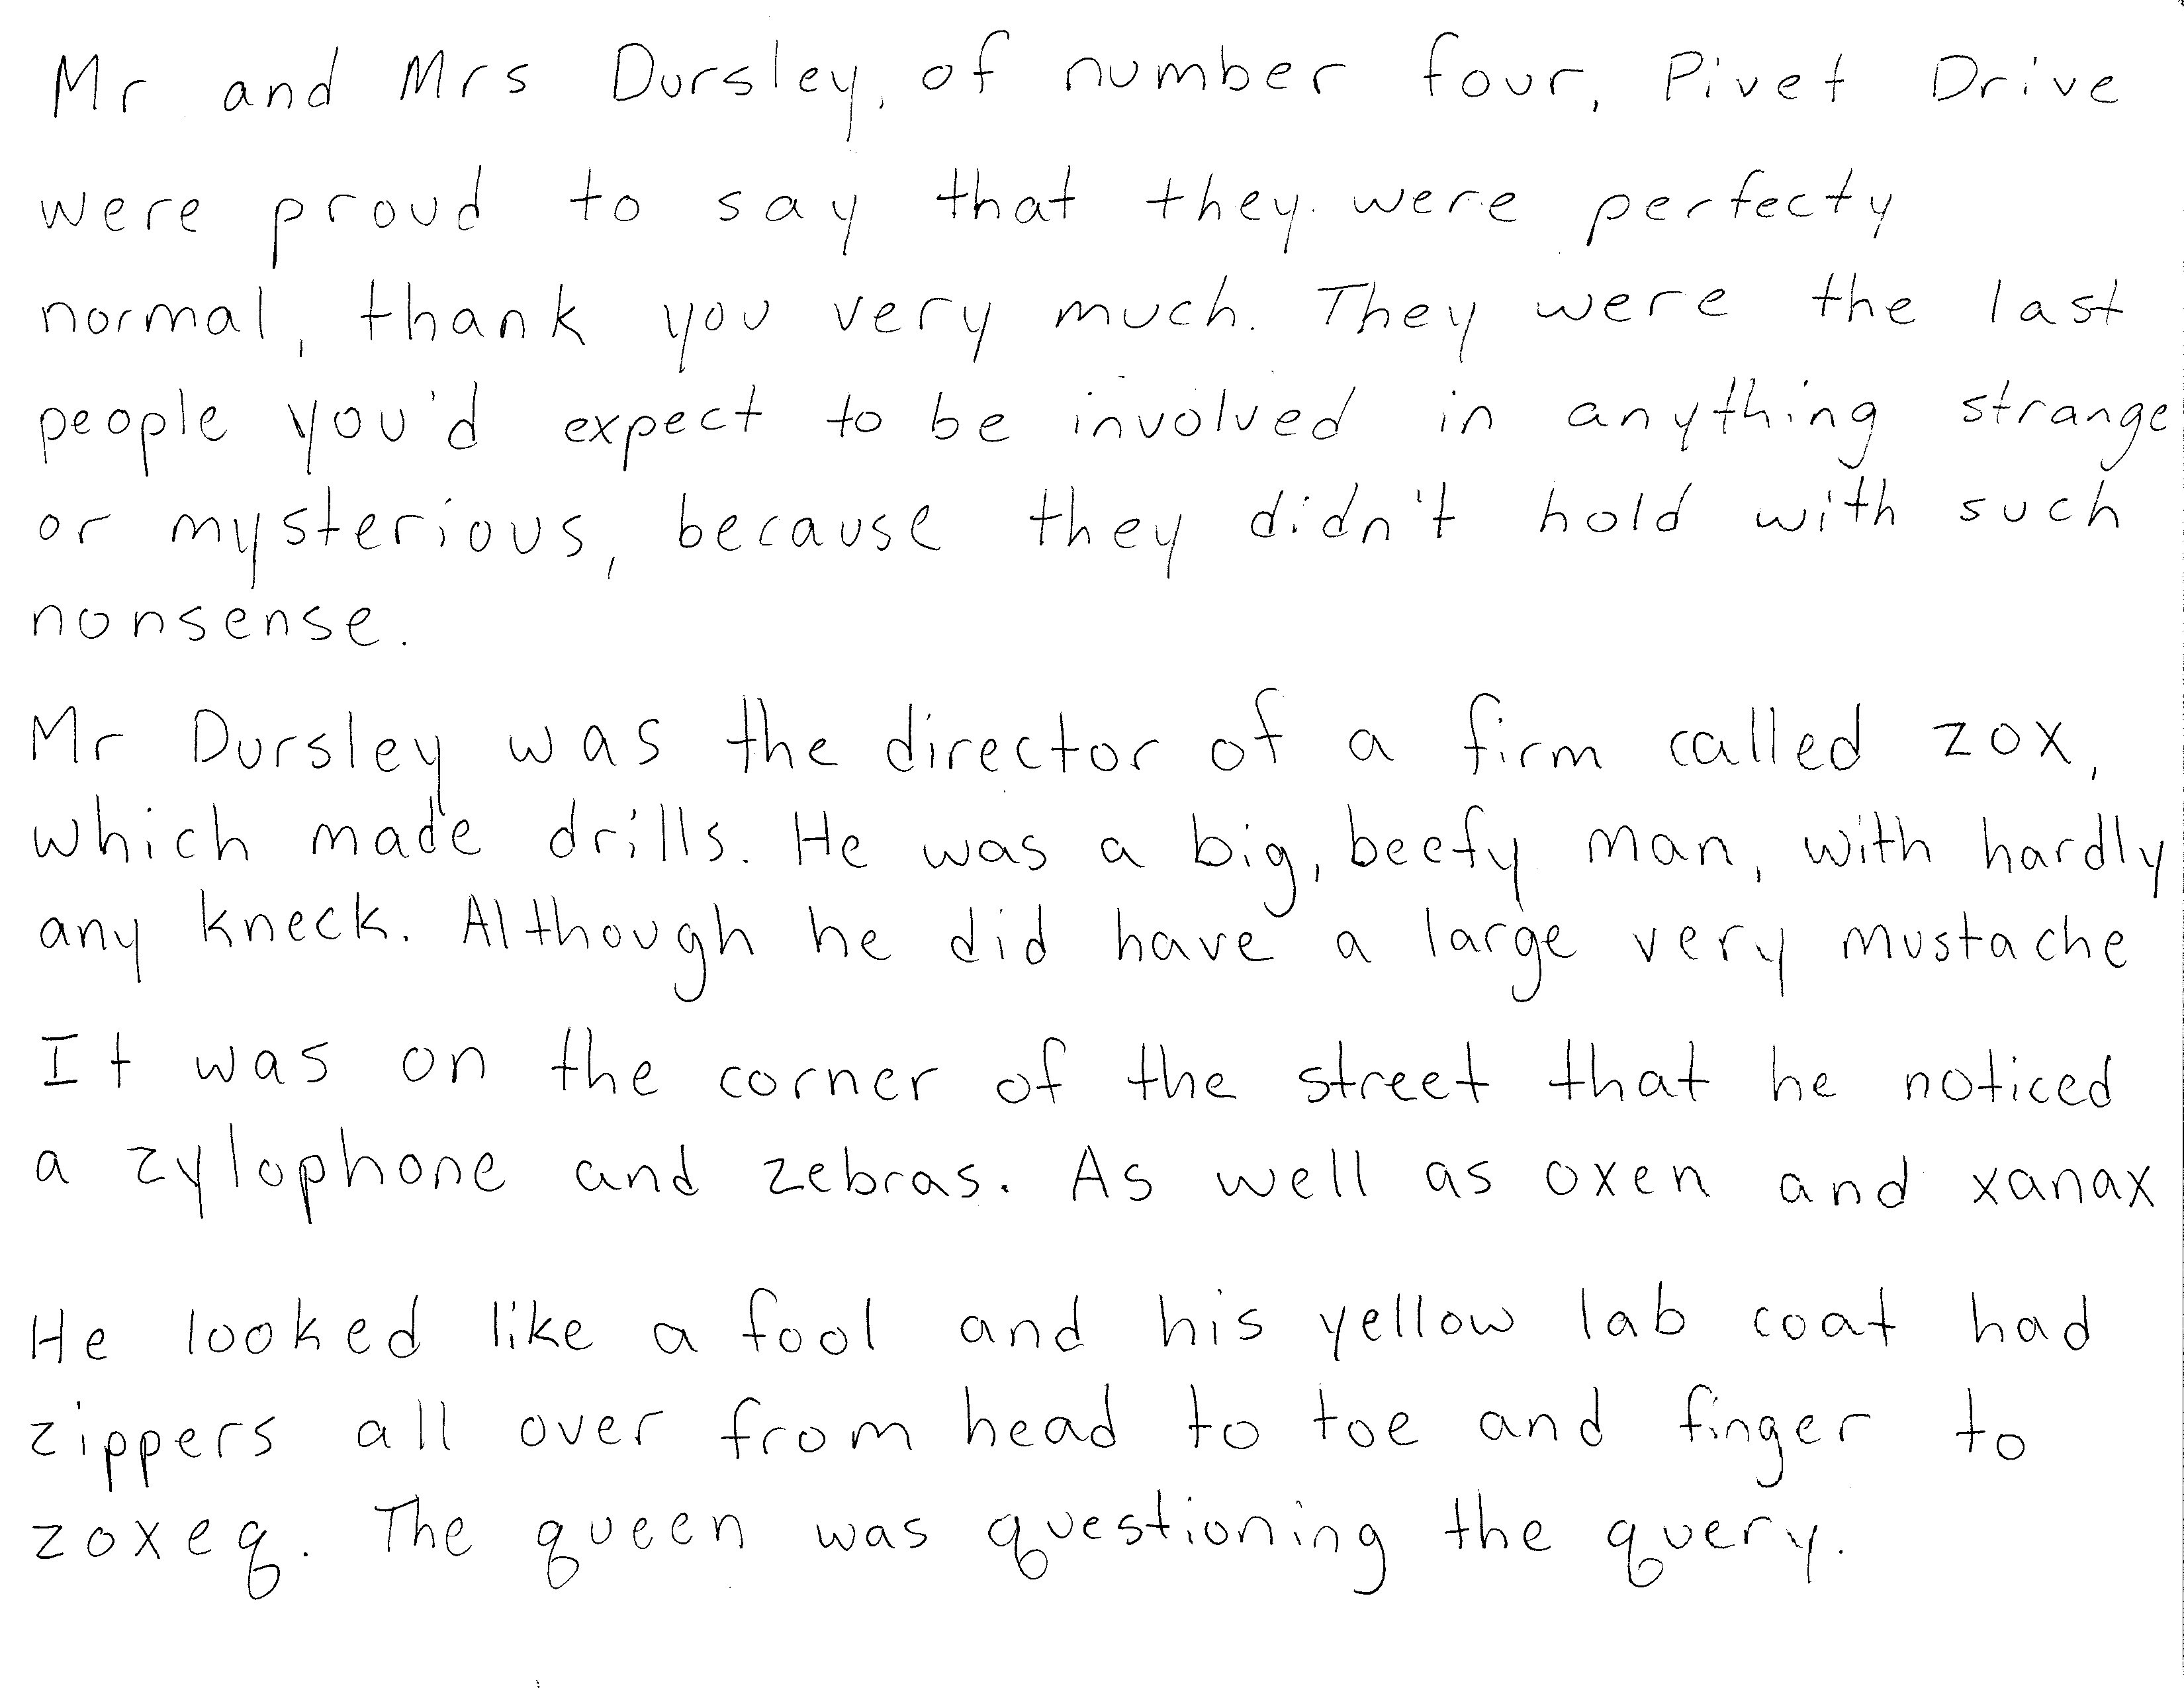 Mr and Mrs Dursley, of number four, Pivet Drive
were proud to say that they were perfecty
normal, thank you very much. They were the last
people you'd expect to be involved in anything strange
or mysterious, because they didn't hold with such
nonsense.
Mr Dursley was the director of a firm called zox,
which made drills. He was a big, beefy man, with hardly
any kneck. Although he did have a large very mustache
It was on the corner of the street that he noticed
a zylophone and zebras. As well as oxen and xanax
He looked like a fool and his yellow lab coat had
zippers all over from head to toe and finger to
zoxeq. The queen was questioning the query.